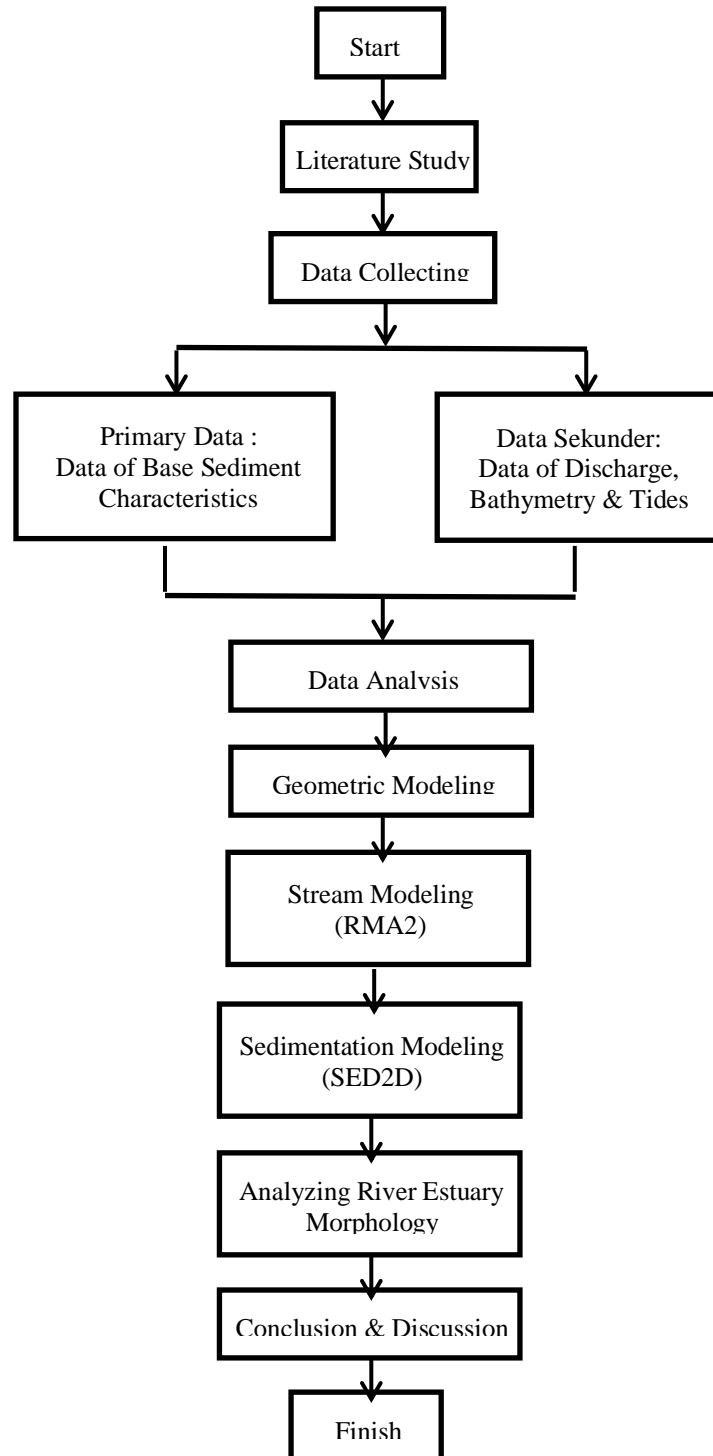 Start
Literature Study
Data Collecting
Primary Data :
Data of Base Sediment
Characteristics
Data Sekunder:
Data of Discharge,
Bathymetry & Tides
Data Analysis
Geometric Modeling
Stream Modeling
(RMA2)
Sedimentation Modeling
(SED2D)
Analyzing River Estuary
Morphology
Conclusion & Discussion
Finish